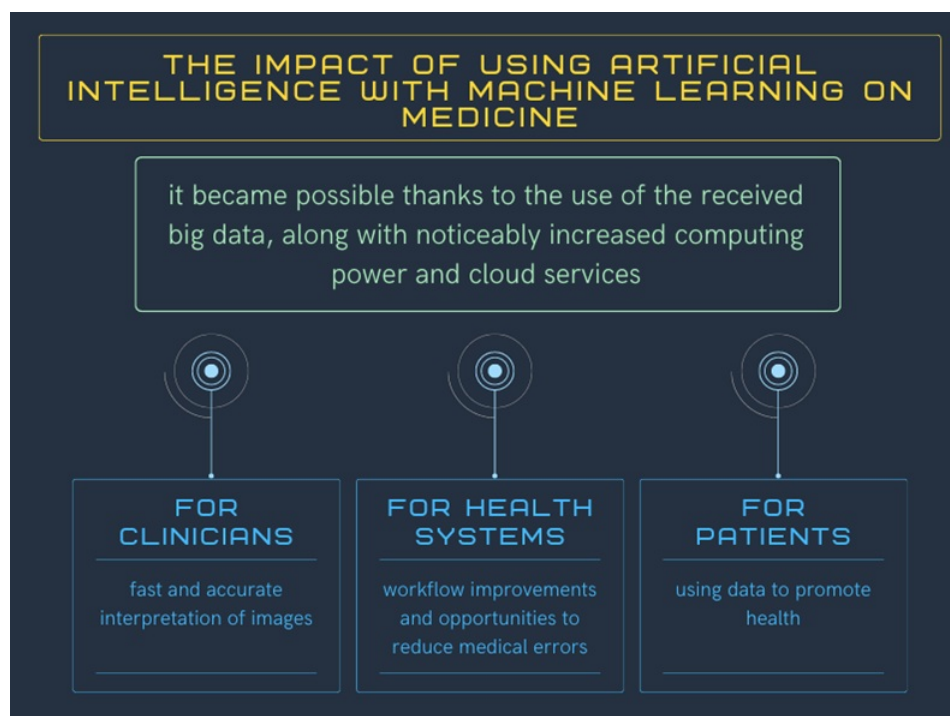 THE IMPACT OF USING ARTIFICIAL
INTELLIGENCE WITH MACHINE LEARNING ON
MEDICINE
it became possible thanks to the use of the received
big data, along with noticeably increased computing
power and cloud services
FOR
CLINICIANS
fast and accurate
interpretation of images
FOR HEALTH
SYSTEMS
workflow improvements
and opportunities to
reduce medical errors
FOR
PATIENTS
using data to promote
health